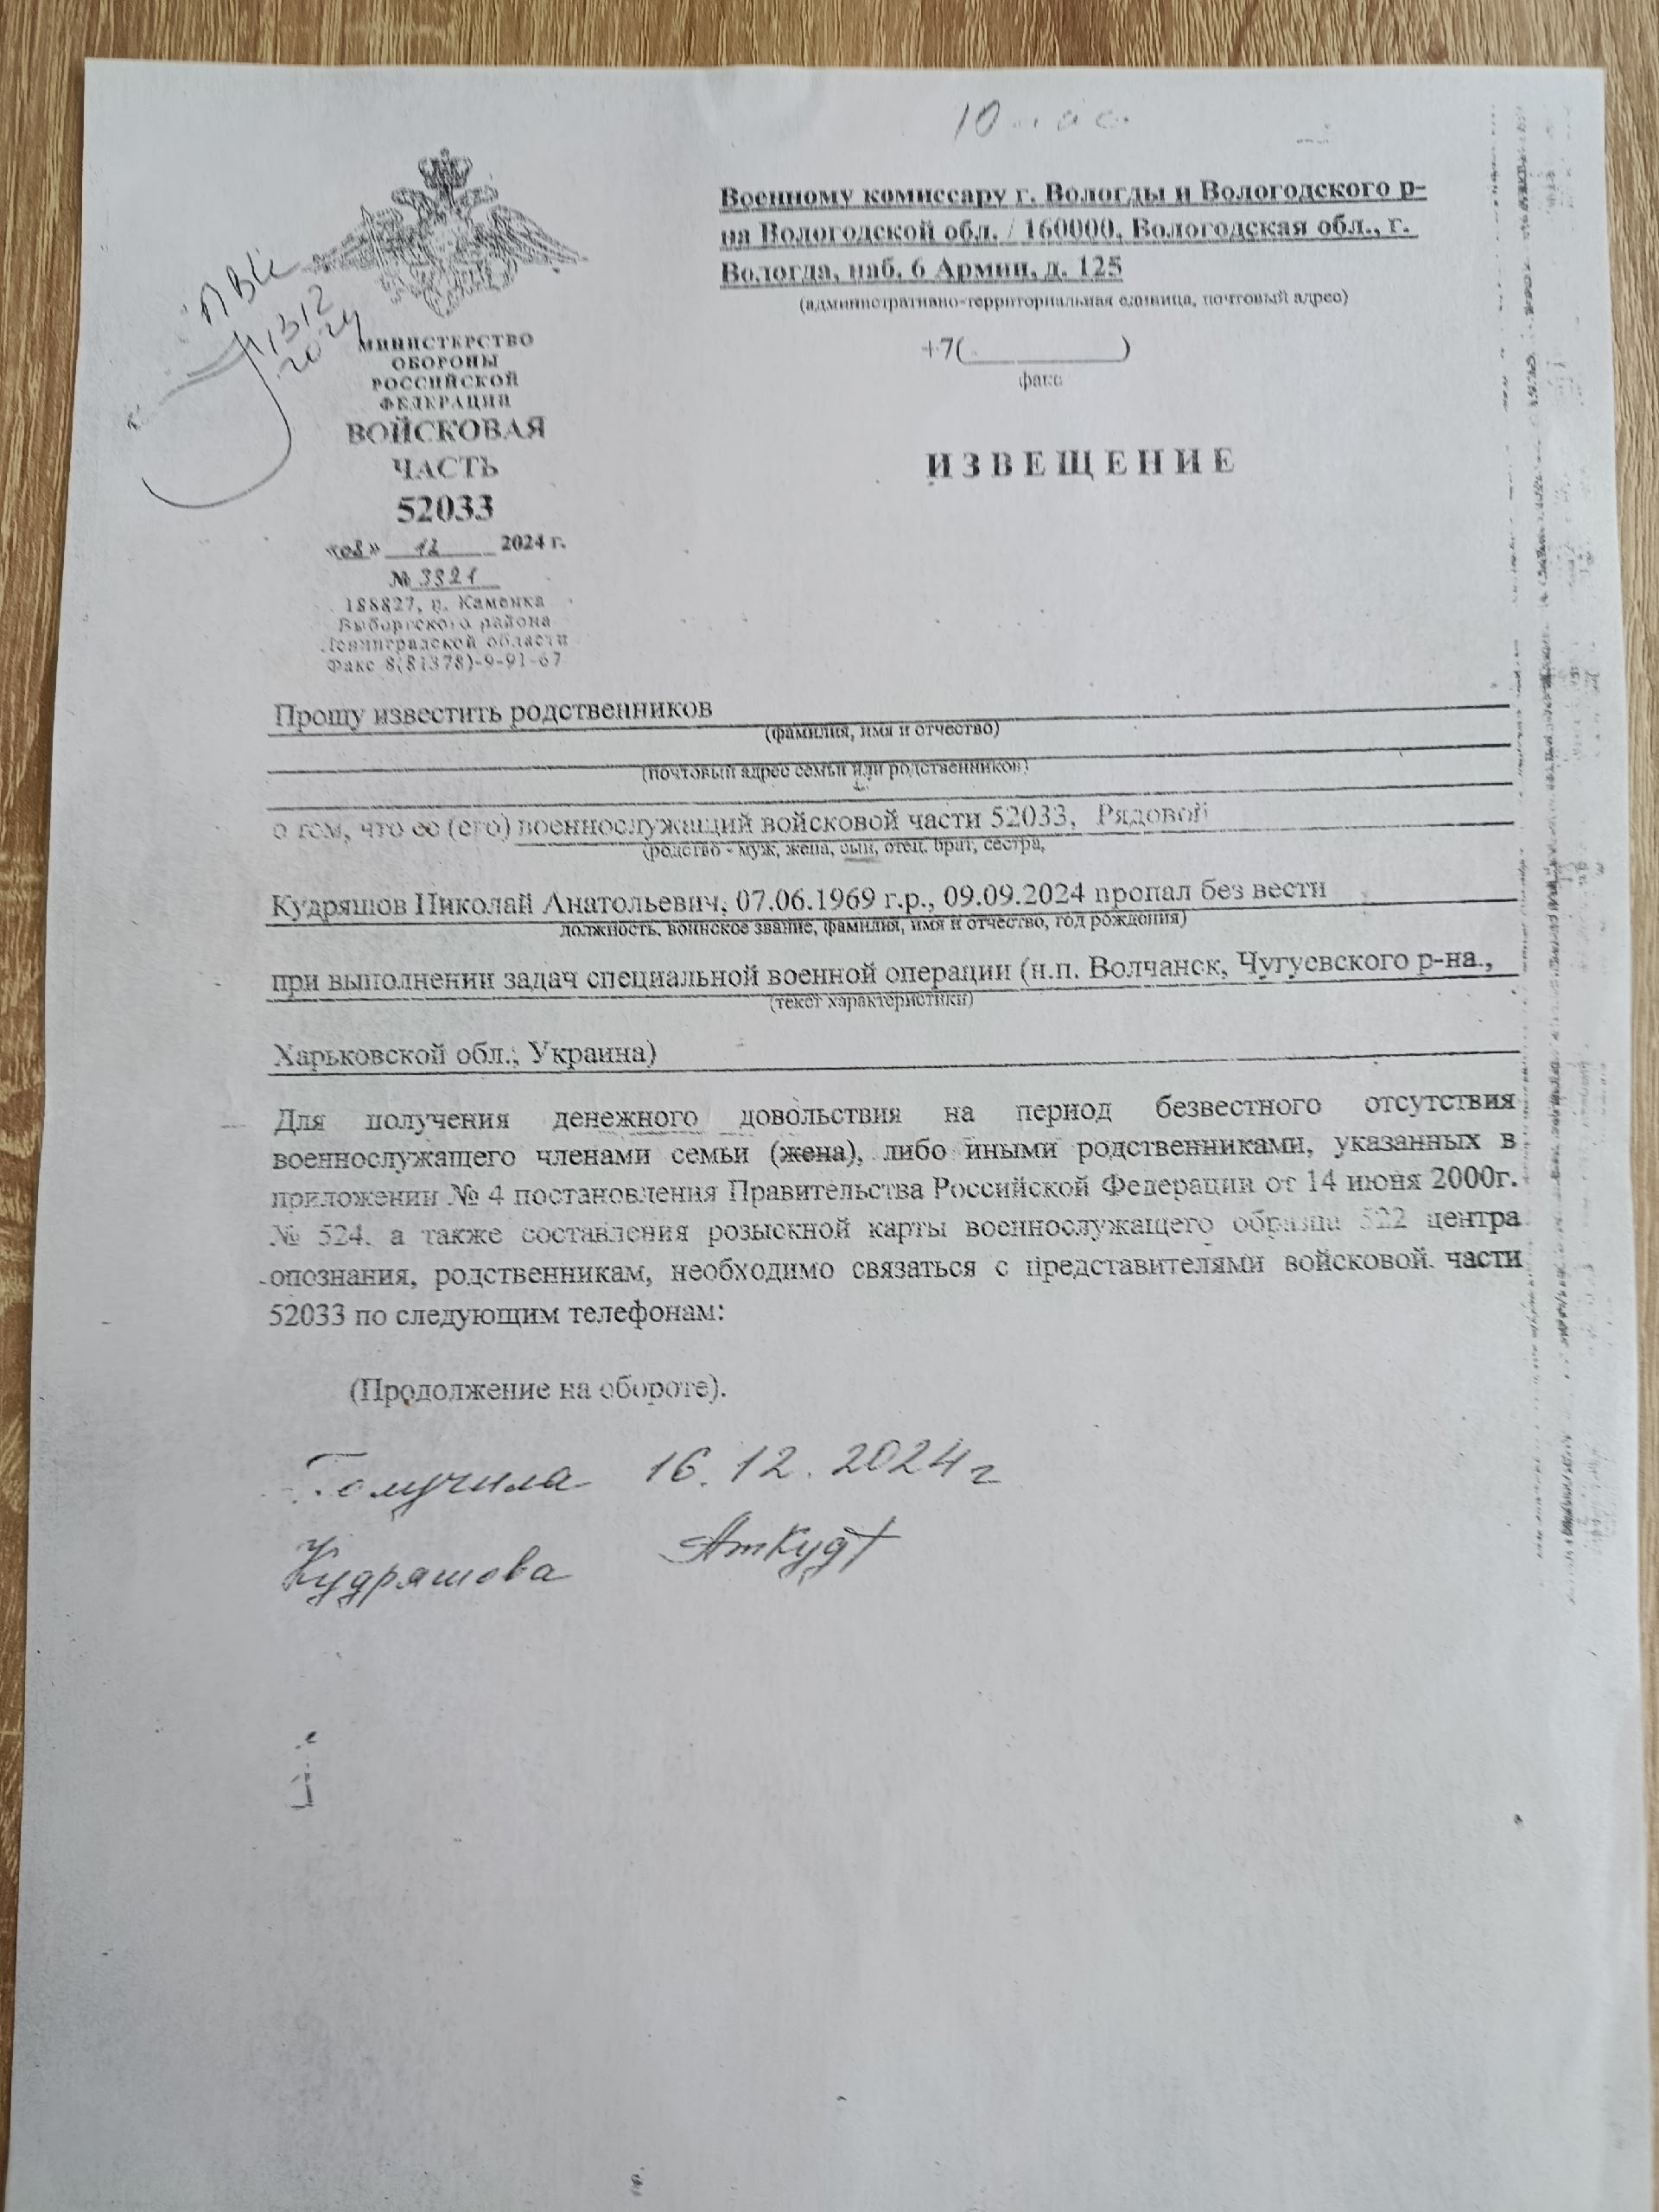 Военному комиссару г. Вологды и Вологодского р-
на Вологодской обл. / 160000, Вологодская обл., г.
Вологда, наб. 6 Армии, д. 125
(административно-территориальная единица, почтовый адрес)
+7(__________)
факс
ИЗВЕЩЕНИЕ
ПВК
1312
2024
МИНИСТЕРСТВО
ОБОРОНЫ
РОССИЙСКОЙ
ФЕДЕРАЦИИ
ВОЙСКОВАЯ
ЧАСТЬ
52033
«08» 12 2024 г.
№ 3821
188827, п. Каменка
Выборгского района
Ленинградской области
Факс 8(81378)-9-91-67
Прошу известить родственников
(фамилия, имя и отчество)
(почтовый адрес семьи или родственников)
о том, что ее (его) военнослужащий войсковой части 52033, Рядовой
(родство - муж, жена, сын, отец, брат, сестра,
Кудряшов Николай Анатольевич, 07.06.1969 г.р., 09.09.2024 пропал без вести
должность, воинское звание, фамилия, имя и отчество, год рождения)
при выполнении задач специальной военной операции (н.п. Волчанск, Чугуевского р-на.,
(текст характеристики)
Харьковской обл., Украина)
Для получения денежного довольствия на период безвестного отсутствия
военнослужащего членами семьи (жена), либо иными родственниками, указанных в
приложении № 4 постановления Правительства Российской Федерации от 14 июня 2000г.
№ 524, а также составления розыскной карты военнослужащего образца 522 центра
опознания, родственникам, необходимо связаться с представителями войсковой части
52033 по следующим телефонам:
(Продолжение на обороте).
Получила 16.12.2024г
Кудряшова